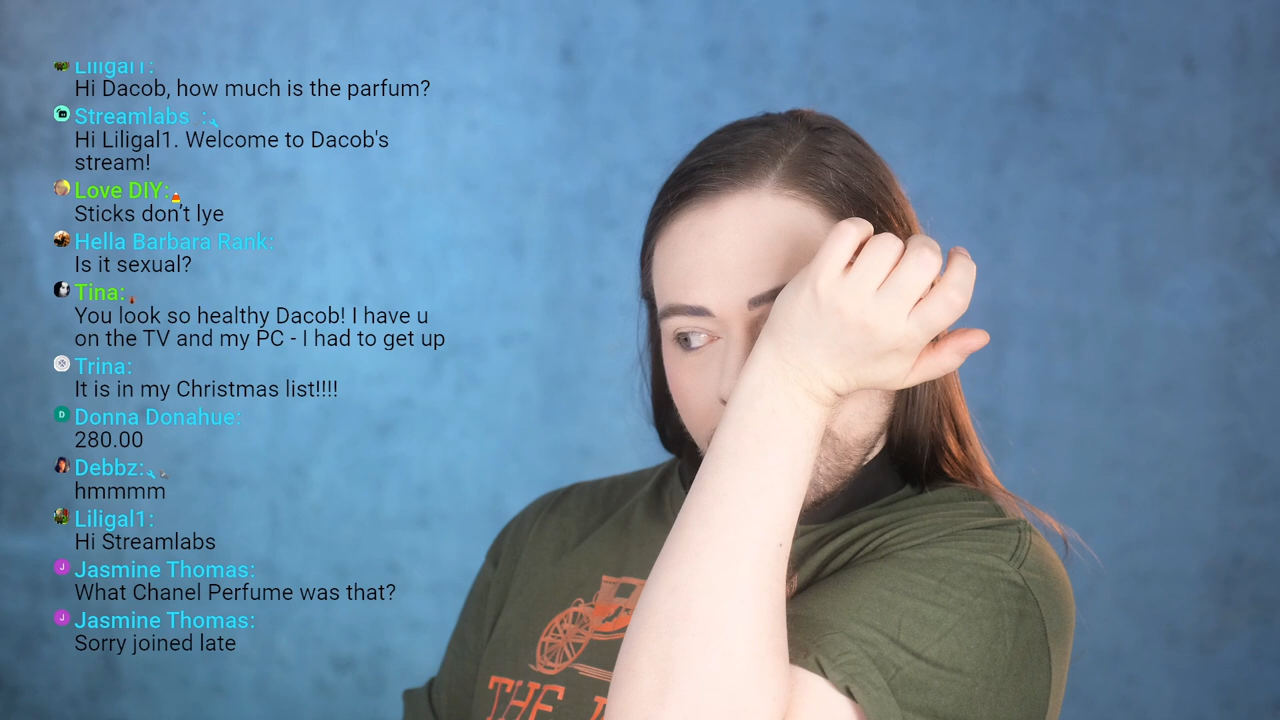 Liligal1:
Hi Dacob, how much is the parfum?
Streamlabs :
Hi Liligal1. Welcome to Dacob's
stream!
Love DIY:
Sticks don't lye
Hella Barbara Rank:
Is it sexual?
Tina:
You look so healthy Dacob! I have u
on the TV and my PC - I had to get up
Trina:
It is in my Christmas list!!!!
D
Donna Donahue:
280.00
Debbz:
hmmmm
Liligal1:
Hi Streamlabs
J
Jasmine Thomas:
What Chanel Perfume was that?
J
Jasmine Thomas:
Sorry joined late
THE